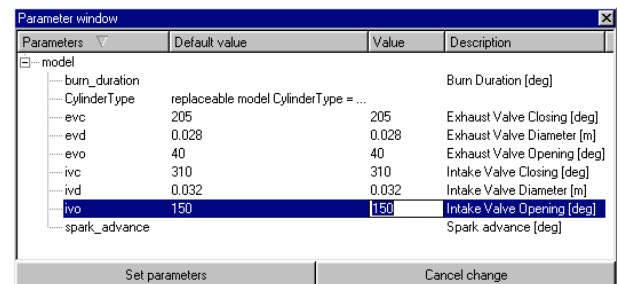 Parameter window
Parameters Default value Value Description
model
burn_duration Burn Duration [deg]
CylinderType replaceable model CylinderType = ...
evc 205 205 Exhaust Valve Closing [deg]
evd 0.028 0.028 Exhaust Valve Diameter [m]
evo 40 40 Exhaust Valve Opening [deg]
ivc 310 310 Intake Valve Closing [deg]
ivd 0.032 0.032 Intake Valve Diameter [m]
ivo 150 150 Intake Valve Opening [deg]
spark_advance Spark advance [deg]
Set parameters Cancel change